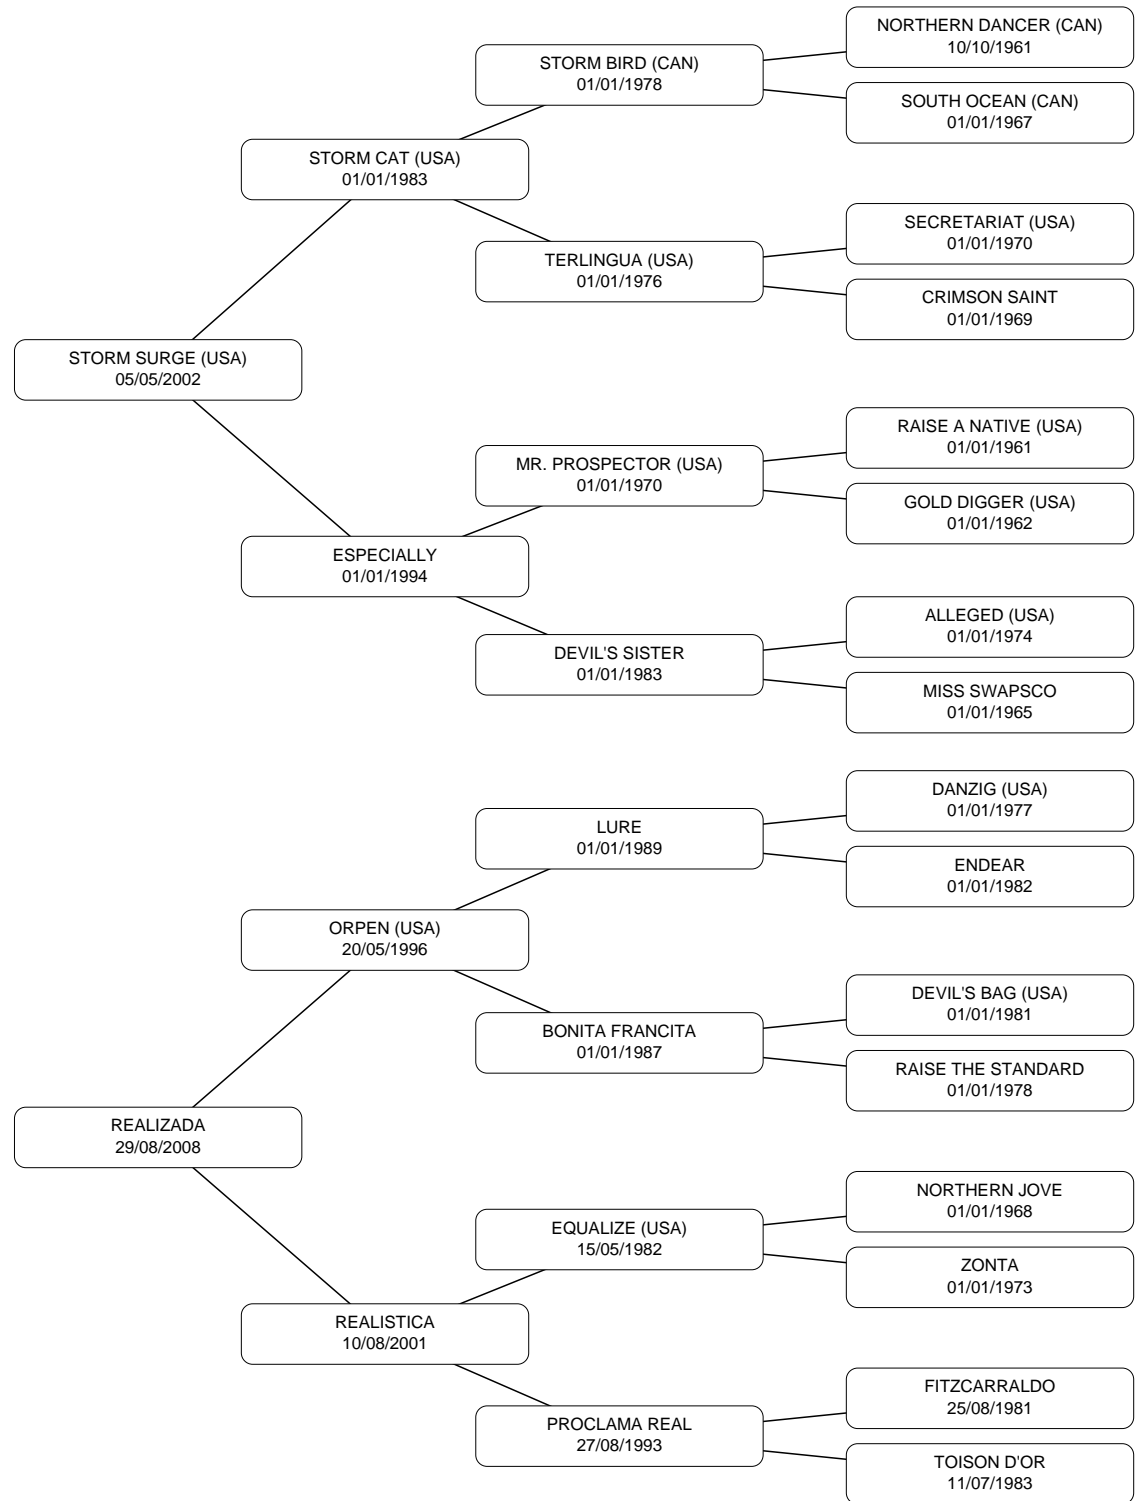 NORTHERN DANCER (CAN)
10/10/1961
STORM BIRD (CAN)
01/01/1978
SOUTH OCEAN (CAN)
01/01/1967
STORM CAT (USA)
01/01/1983
SECRETARIAT (USA)
01/01/1970
TERLINGUA (USA)
01/01/1976
CRIMSON SAINT
01/01/1969
STORM SURGE (USA)
05/05/2002
RAISE A NATIVE (USA)
01/01/1961
MR. PROSPECTOR (USA)
01/01/1970
GOLD DIGGER (USA)
01/01/1962
ESPECIALLY
01/01/1994
ALLEGED (USA)
01/01/1974
DEVIL'S SISTER
01/01/1983
MISS SWAPSCO
01/01/1965
DANZIG (USA)
01/01/1977
LURE
01/01/1989
ENDEAR
01/01/1982
ORPEN (USA)
20/05/1996
DEVIL'S BAG (USA)
01/01/1981
BONITA FRANCITA
01/01/1987
RAISE THE STANDARD
01/01/1978
REALIZADA
29/08/2008
NORTHERN JOVE
01/01/1968
EQUALIZE (USA)
15/05/1982
ZONTA
01/01/1973
REALISTICA
10/08/2001
FITZCARRALDO
25/08/1981
PROCLAMA REAL
27/08/1993
TOISON D'OR
11/07/1983